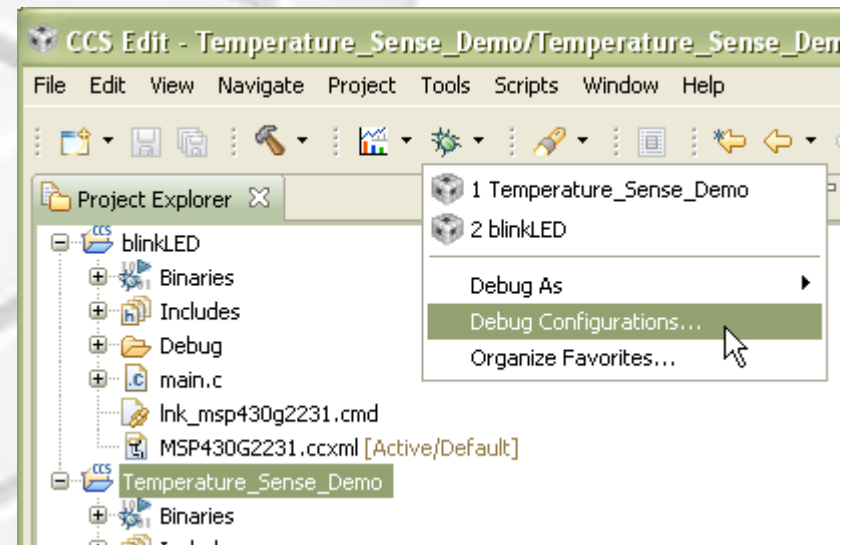 CCS Edit - Temperature_Sense_Demo/Temperature_Sense_Dem
File Edit View Navigate Project Tools Scripts Window Help
Project Explorer
1 Temperature_Sense_Demo
2 blinkLED
Debug As
Debug Configurations...
Organize Favorites...
blinkLED
Binaries
Includes
Debug
main.c
lnk_msp430g2231.cmd
MSP430G2231.ccxml [Active/Default]
Temperature_Sense_Demo
Binaries